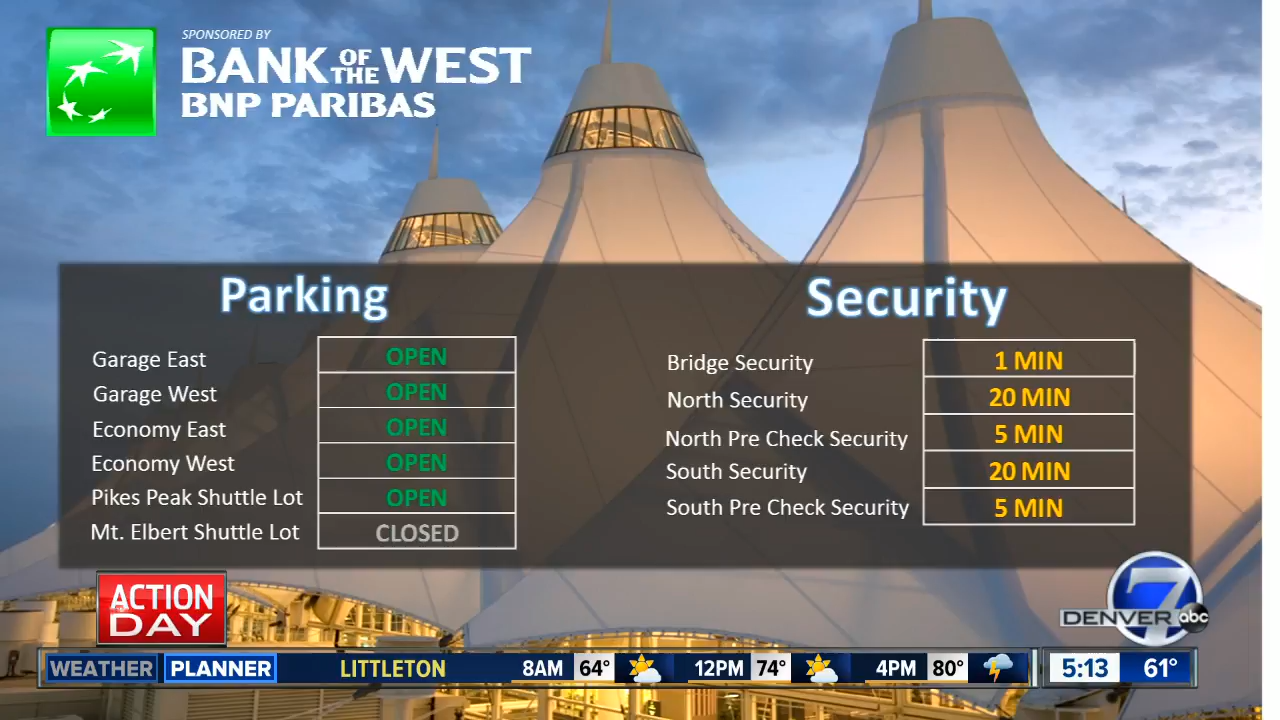 SPONSORED BY
BANK OF THE WEST
BNP PARIBAS
Parking
Garage East OPEN
Garage West OPEN
Economy East OPEN
Economy West OPEN
Pikes Peak Shuttle Lot OPEN
Mt. Elbert Shuttle Lot CLOSED
Security
Bridge Security 1 MIN
North Security 20 MIN
North Pre Check Security 5 MIN
South Security 20 MIN
South Pre Check Security 5 MIN
ACTION
DAY
7
DENVER abc
WEATHER PLANNER LITTLETON 8AM 64° 12PM 74° 4PM 80° 5:13 61°